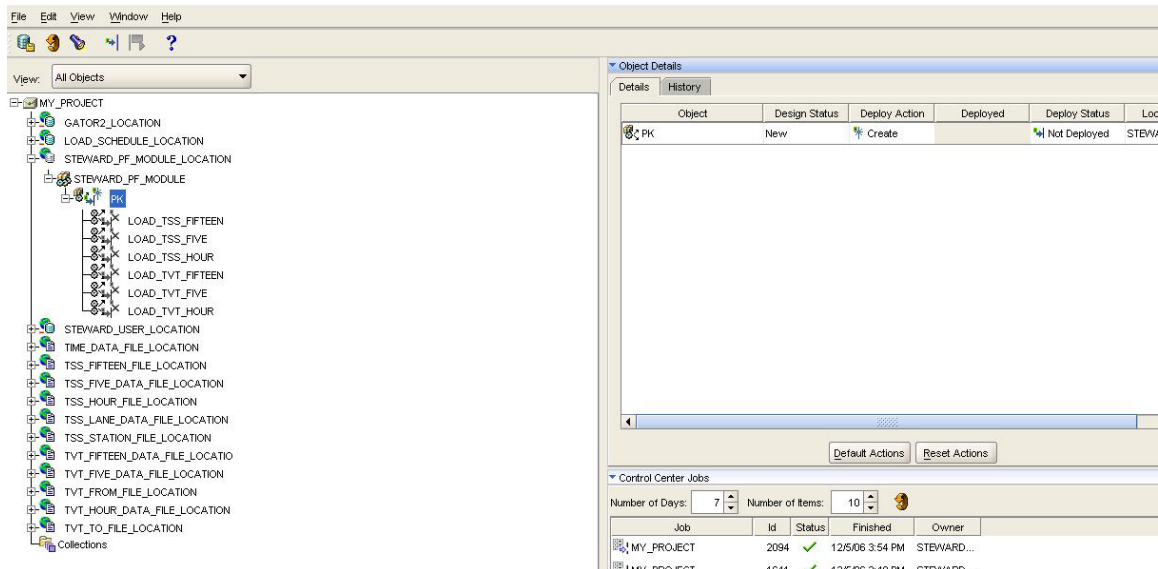 File Edit View Window Help
?
View: All Objects
MY_PROJECT
GATOR2_LOCATION
LOAD_SCHEDULE_LOCATION
STEWARD_PF_MODULE_LOCATION
STEWARD_PF_MODULE
PK
LOAD_TSS_FIFTEEN
LOAD_TSS_FIVE
LOAD_TSS_HOUR
LOAD_TVT_FIFTEEN
LOAD_TVT_FIVE
LOAD_TVT_HOUR
STEWARD_USER_LOCATION
TIME_DATA_FILE_LOCATION
TSS_FIFTEEN_FILE_LOCATION
TSS_FIVE_DATA_FILE_LOCATION
TSS_HOUR_FILE_LOCATION
TSS_LANE_DATA_FILE_LOCATION
TSS_STATION_FILE_LOCATION
TVT_FIFTEEN_DATA_FILE_LOCATIO
TVT_FIVE_DATA_FILE_LOCATION
TVT_FROM_FILE_LOCATION
TVT_HOUR_DATA_FILE_LOCATION
TVT_TO_FILE_LOCATION
Collections
Object Details
Details History
Object Design Status Deploy Action Deployed Deploy Status Loc
PK New Create Not Deployed STEWA
Default Actions Reset Actions
Control Center Jobs
Number of Days: 7 Number of Items: 10
Job Id Status Finished Owner
MY_PROJECT 2094 12/5/06 3:54 PM STEWARD...